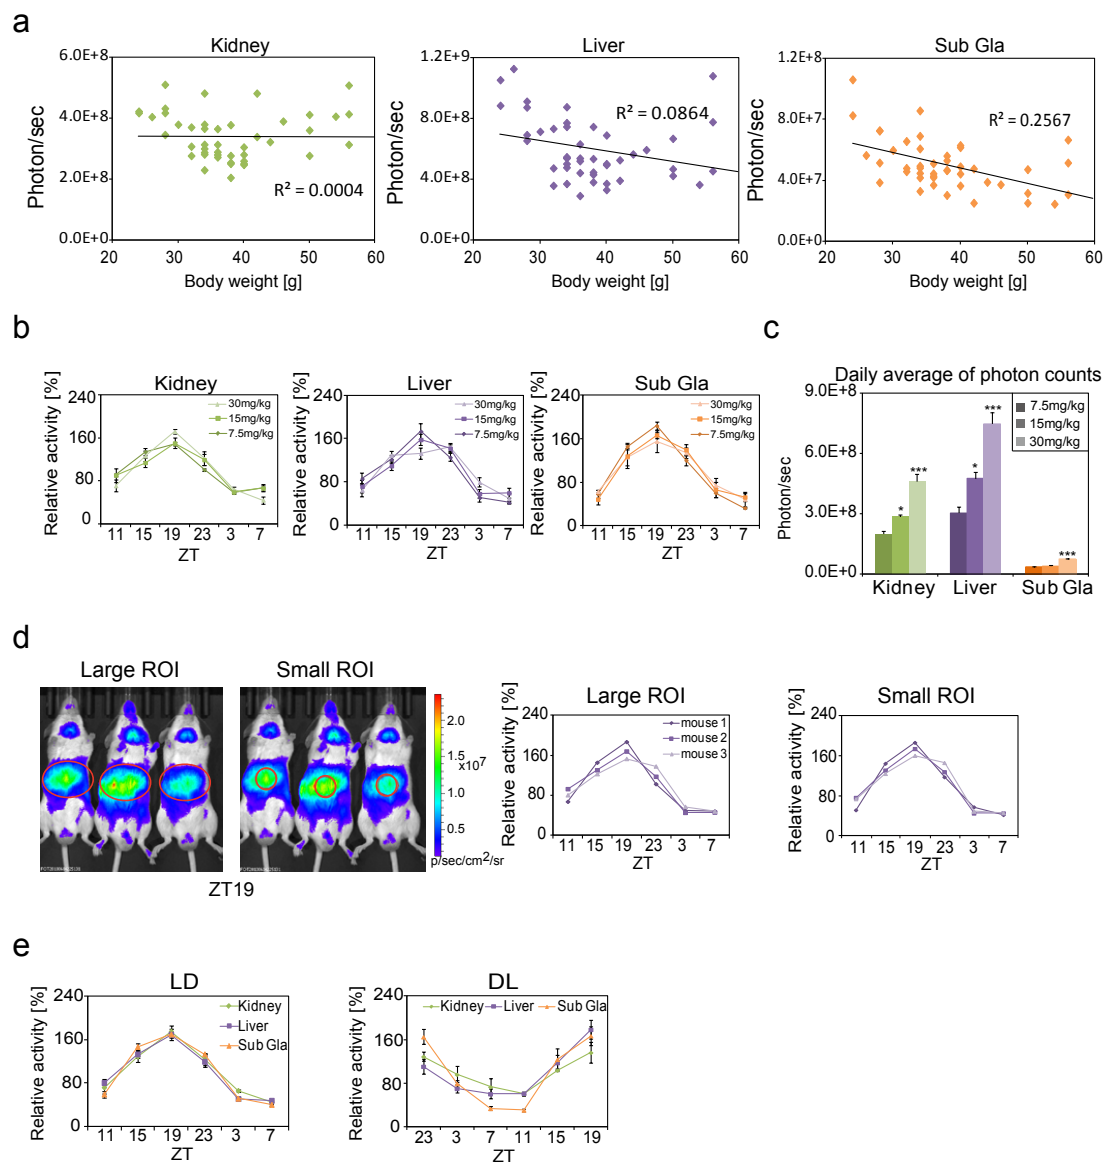 a
Kidney
Liver
Sub Gla
6.0E+8
4.0E+8
2.0E+8
0.0E+0
Photon/sec
R² = 0.0004
20 30 40 50 60
Body weight [g]
1.2E+9
8.0E+8
4.0E+8
0.0E+0
Photon/sec
R² = 0.0864
20 30 40 50 60
Body weight [g]
1.2E+8
8.0E+7
4.0E+7
0.0E+0
Photon/sec
R² = 0.2567
20 30 40 50 60
Body weight [g]
b
Kidney
Relative activity [%]
240
160
80
0
30mg/kg
15mg/kg
7.5mg/kg
11 15 19 23 3 7
ZT
Liver
Relative activity [%]
240
160
80
0
30mg/kg
15mg/kg
7.5mg/kg
11 15 19 23 3 7
ZT
Sub Gla
Relative activity [%]
240
160
80
0
30mg/kg
15mg/kg
7.5mg/kg
11 15 19 23 3 7
ZT
c
Daily average of photon counts
9.0E+8
6.0E+8
3.0E+8
0.0E+0
Photon/sec
7.5mg/kg
15mg/kg
30mg/kg
* ***
* ***
***
Kidney Liver Sub Gla
d
Large ROI
Small ROI
2.0
1.5
x10⁷
1.0
0.5
p/sec/cm²/sr
ZT19
Large ROI
Relative activity [%]
240
160
80
0
mouse 1
mouse 2
mouse 3
11 15 19 23 3 7
ZT
Small ROI
Relative activity [%]
240
160
80
0
11 15 19 23 3 7
ZT
e
LD
Relative activity [%]
240
160
80
0
Kidney
Liver
Sub Gla
11 15 19 23 3 7
ZT
DL
Relative activity [%]
240
160
80
0
Kidney Liver Sub Gla
23 3 7 11 15 19
ZT